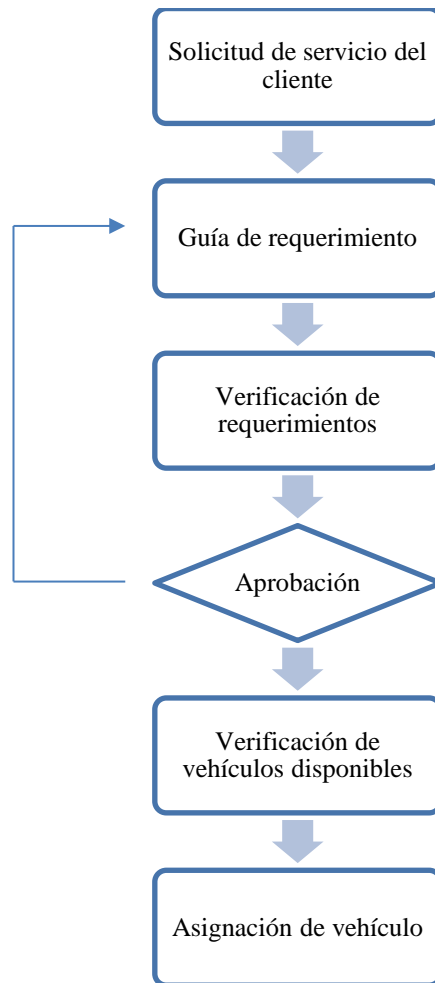 Solicitud de servicio del
cliente
Guía de requerimiento
Verificación de
requerimientos
Aprobación
Verificación de
vehículos disponibles
Asignación de vehículo